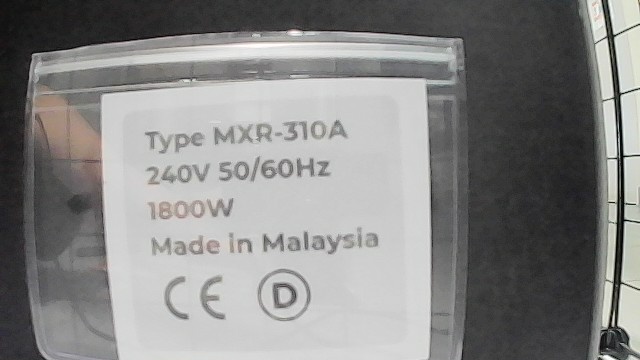 Type MXR-310A
240V 50/60Hz
1800W
Made in Malaysia
CE D